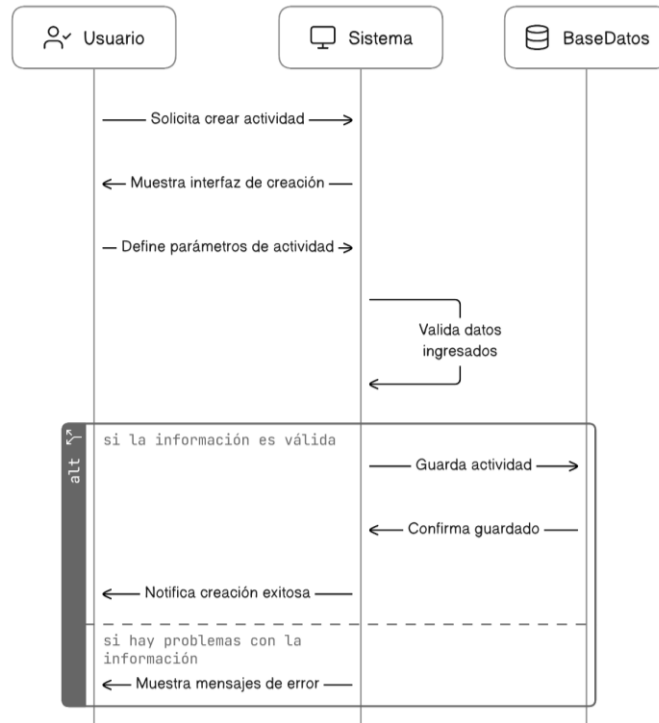 Usuario
Sistema
BaseDatos
Solicita crear actividad
Muestra interfaz de creación
Define parámetros de actividad
Valida datos
ingresados
alt
si la información es válida
Guarda actividad
Confirma guardado
Notifica creación exitosa
si hay problemas con la
información
Muestra mensajes de error